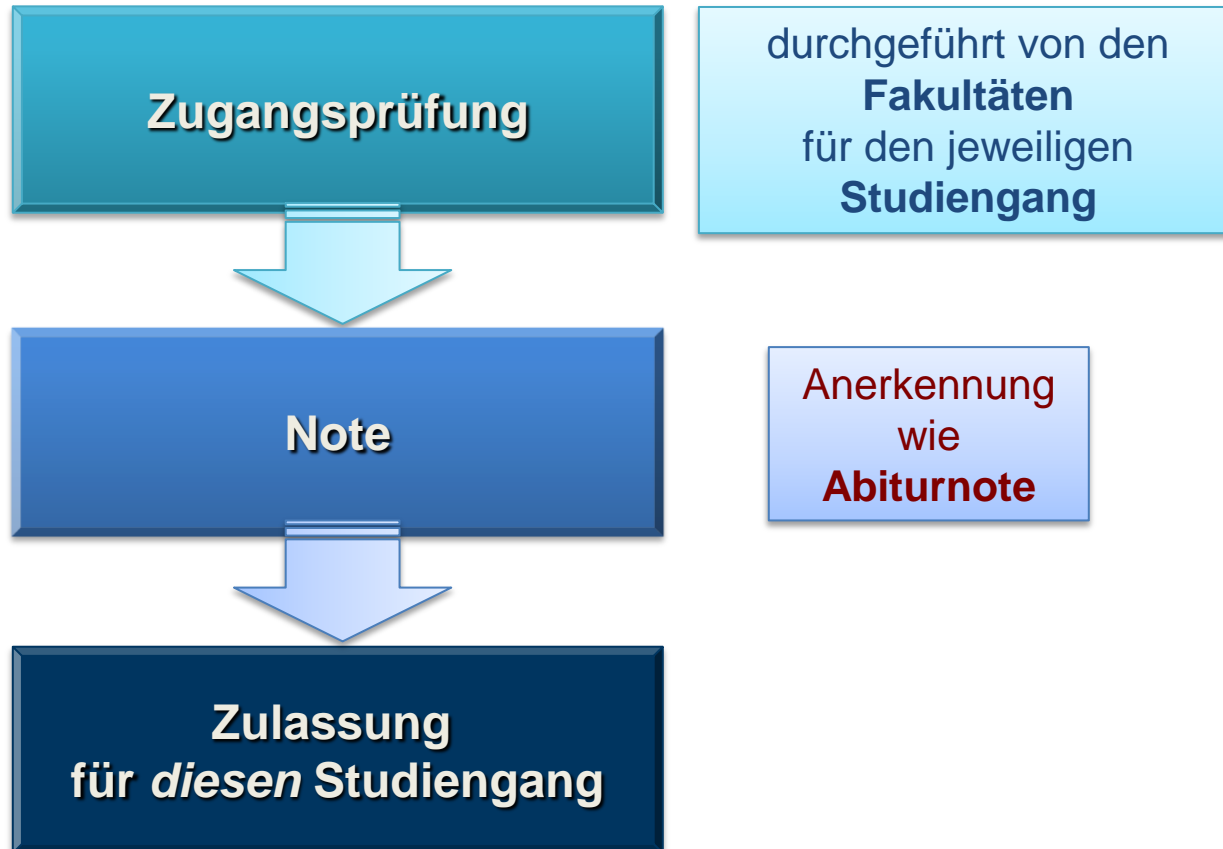 Zugangsprüfung
durchgeführt von den
Fakultäten
für den jeweiligen
Studiengang
Note
Anerkennung
wie
Abiturnote
Zulassung
für diesen Studiengang